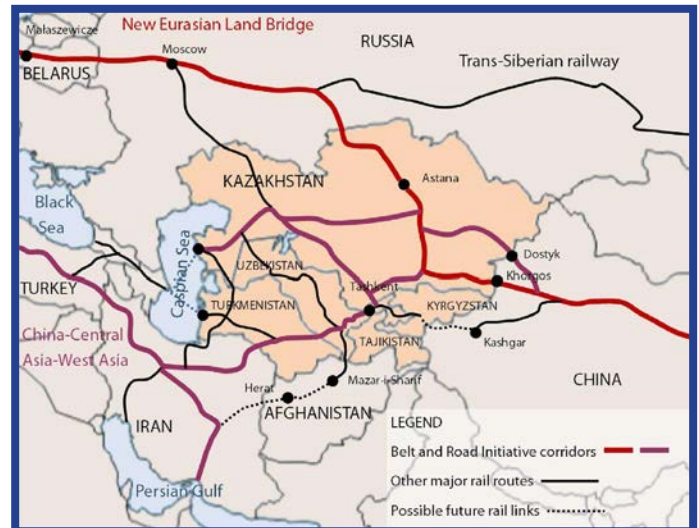 New Eurasian Land Bridge
Małaszewicze
RUSSIA
Moscow
Trans-Siberian railway
BELARUS
KAZAKHSTAN
Astana
Black
Sea
Caspian Sea
Dostyk
UZBEKISTAN
Khorgos
TURKEY
Tashkent
TURKMENISTAN
KYRGYZSTAN
China-Central
Asia-West Asia
TAJIKISTAN
Kashgar
Herat
Mazar-i-Sharif
CHINA
AFGHANISTAN
IRAN
LEGEND
Belt and Road Initiative corridors
Other major rail routes
Persian Gulf
Possible future rail links